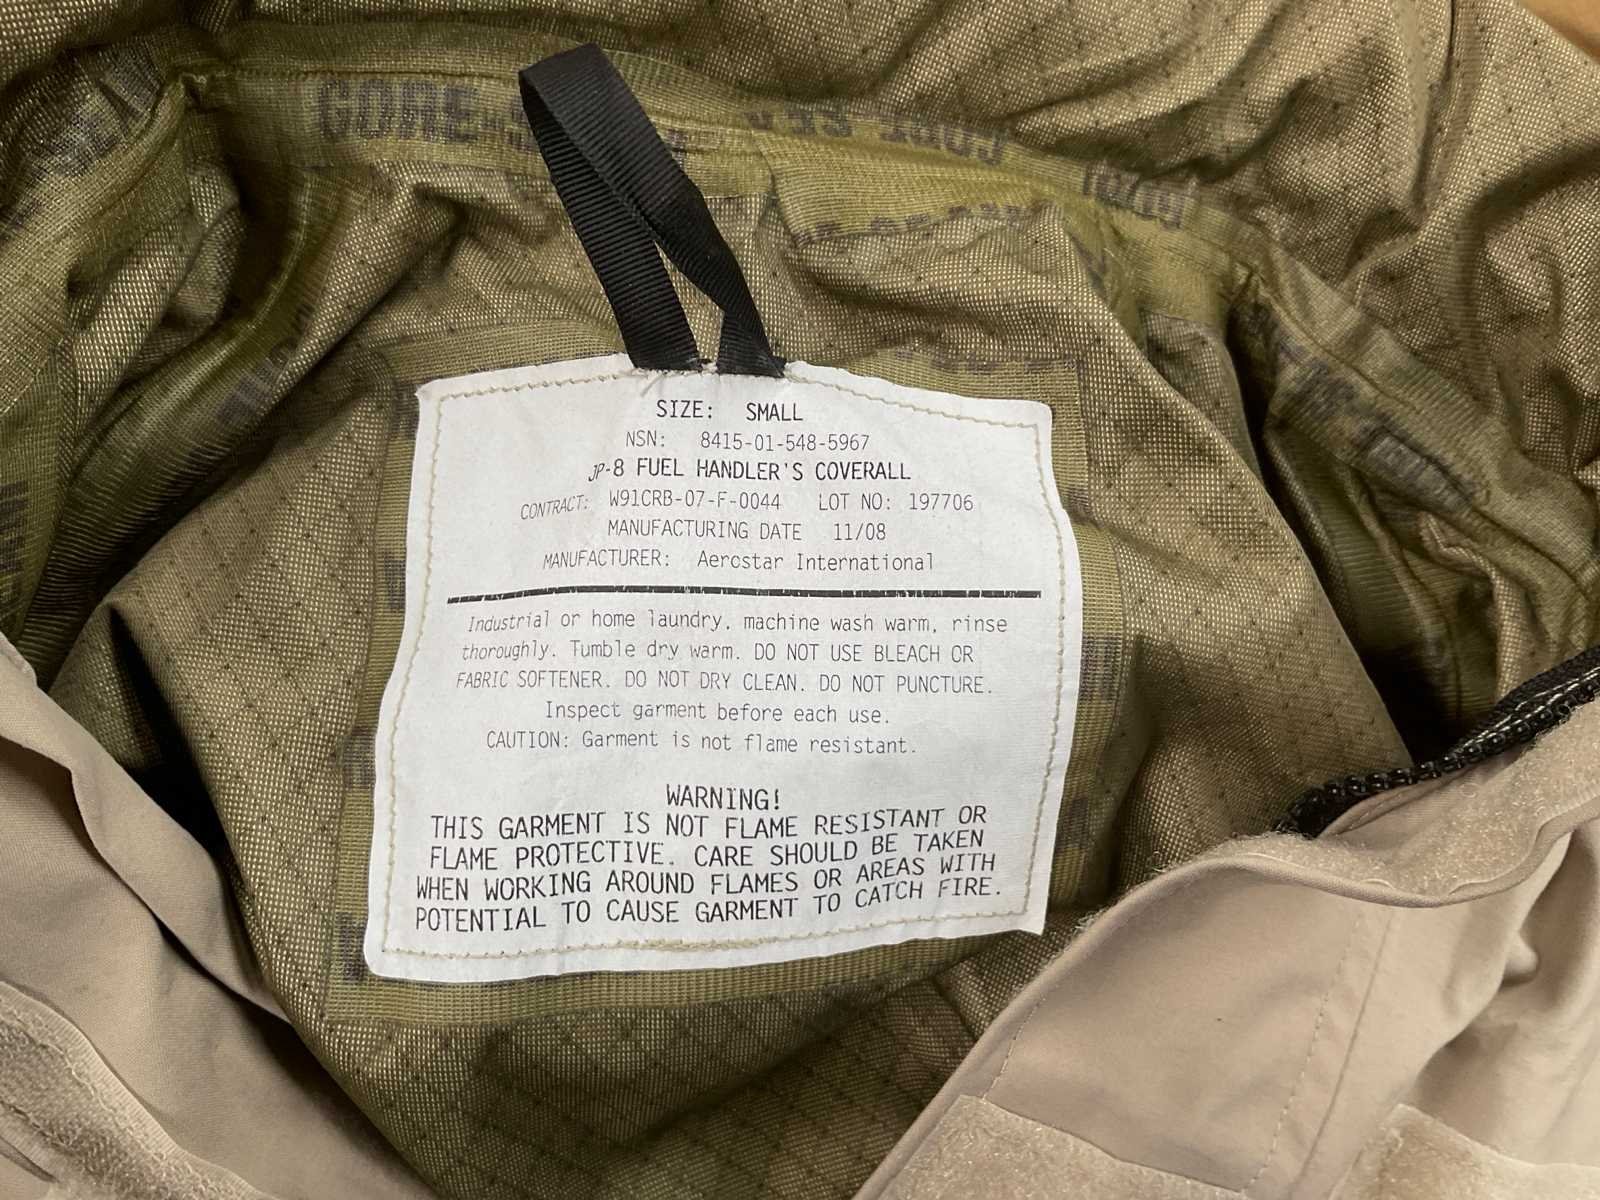 GORE-
GORE-TEX
GORE
SIZE: SMALL
NSN: 8415-01-548-5967
JP-8 FUEL HANDLER'S COVERALL
CONTRACT: W91CRB-07-F-0044 LOT NO: 197706
MANUFACTURING DATE 11/08
MANUFACTURER: Aerostar International
Industrial or home laundry, machine wash warm, rinse
thoroughly. Tumble dry warm. DO NOT USE BLEACH OR
FABRIC SOFTENER. DO NOT DRY CLEAN. DO NOT PUNCTURE.
Inspect garment before each use.
CAUTION: Garment is not flame resistant.
WARNING!
THIS GARMENT IS NOT FLAME RESISTANT OR
FLAME PROTECTIVE. CARE SHOULD BE TAKEN
WHEN WORKING AROUND FLAMES OR AREAS WITH
POTENTIAL TO CAUSE GARMENT TO CATCH FIRE.